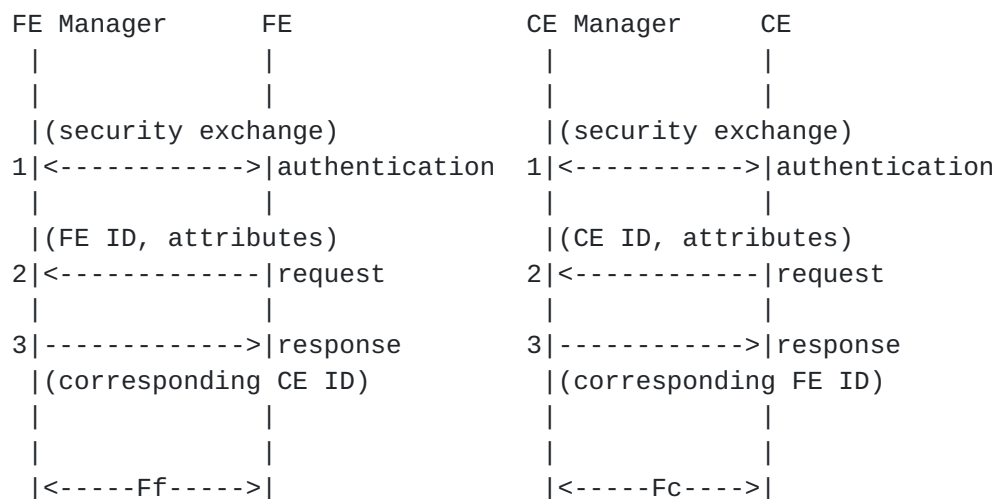 FE Manager      FE                 CE Manager     CE
 |               |                  |              |
 |               |                  |              |
 |(security exchange)               |(security exchange)
1|<------------->|authentication  1|<----------->|authentication
 |               |                  |              |
 |(FE ID, attributes)               |(CE ID, attributes)
2|<-------------|request         2|<------------|request
 |               |                  |              |
3|------------->|response        3|------------>|response
 |(corresponding CE ID)             |(corresponding FE ID)
 |               |                  |              |
 |               |                  |              |
 |<-----Ff----->|                  |<-----Fc---->|